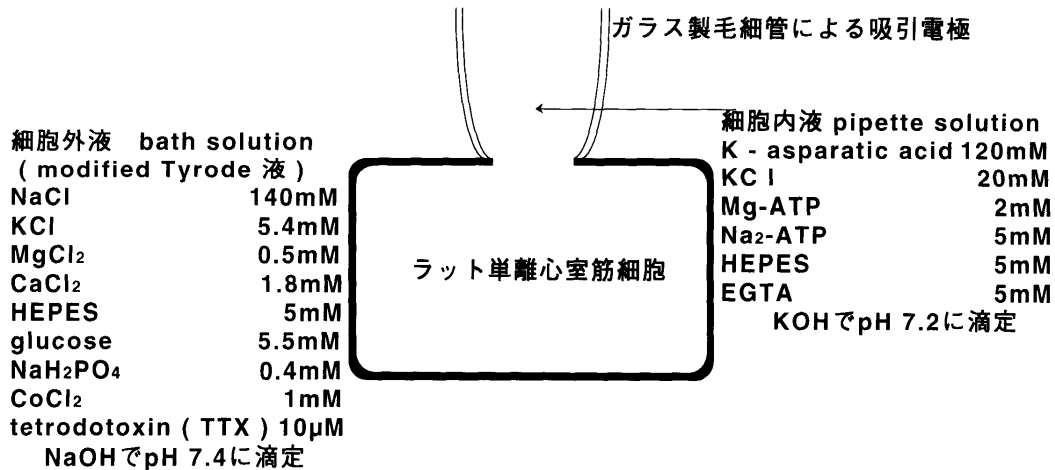 ガラス製毛細管による吸引電極
細胞外液 bath solution
( modified Tyrode 液 )
NaCl 140mM
KCl 5.4mM
MgCl₂ 0.5mM
CaCl₂ 1.8mM
HEPES 5mM
glucose 5.5mM
NaH₂PO₄ 0.4mM
CoCl₂ 1mM
tetrodotoxin ( TTX ) 10μM
NaOHでpH 7.4に滴定
ラット単離心室筋細胞
細胞内液 pipette solution
K - asparatic acid 120mM
KC l 20mM
Mg-ATP 2mM
Na₂-ATP 5mM
HEPES 5mM
EGTA 5mM
KOHでpH 7.2に滴定